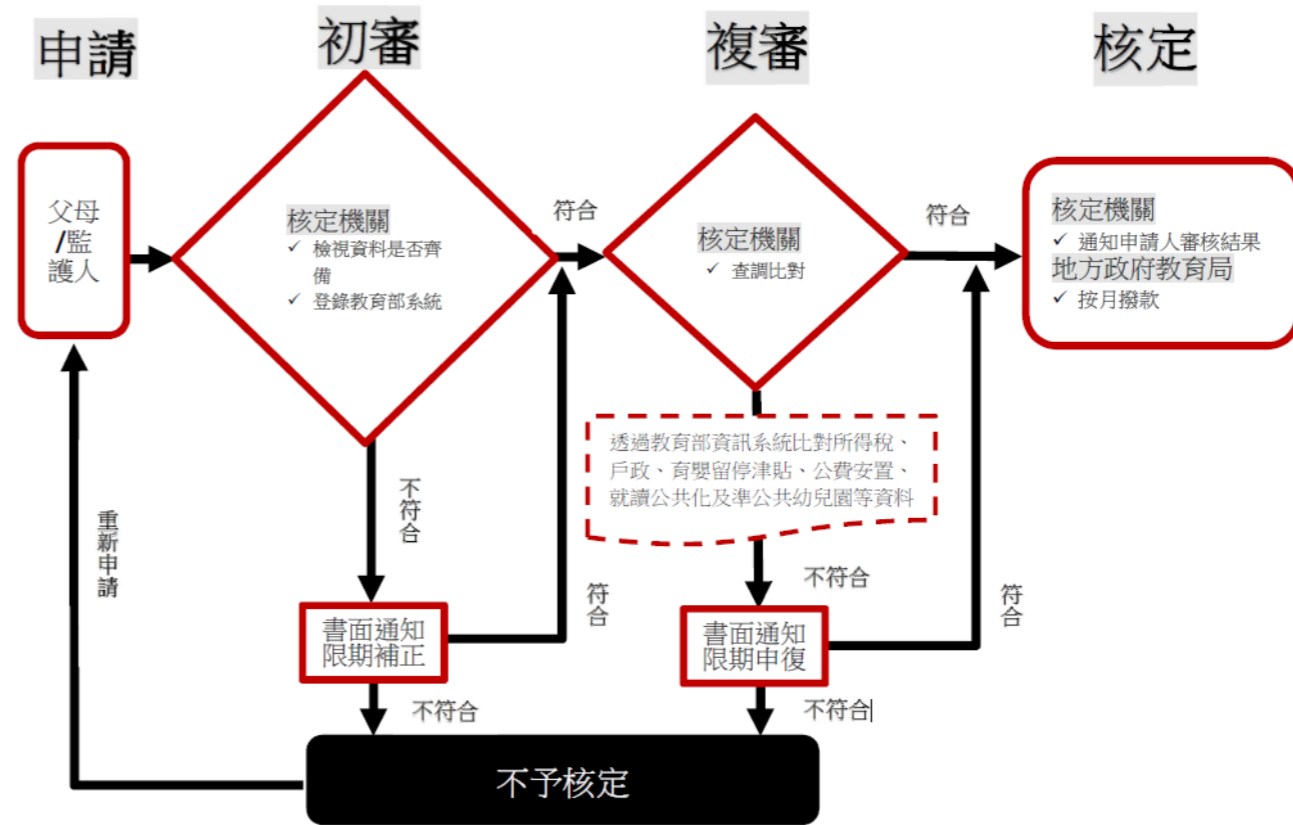 申請
初審
複審
核定
父母
/監
護人
核定機關
✓ 檢視資料是否齊
備
✓ 登錄教育部系統
符合
核定機關
✓ 查調比對
符合
核定機關
✓ 通知申請人審核結果
地方政府教育局
✓ 按月撥款
透過教育部資訊系統比對所得稅、
戶政、育嬰留停津貼、公費安置、
就讀公共化及準公共幼兒園等資料
不符合
重新申請
不符合
符合
符合
書面通知
限期補正
書面通知
限期申復
不符合
不符合
不予核定